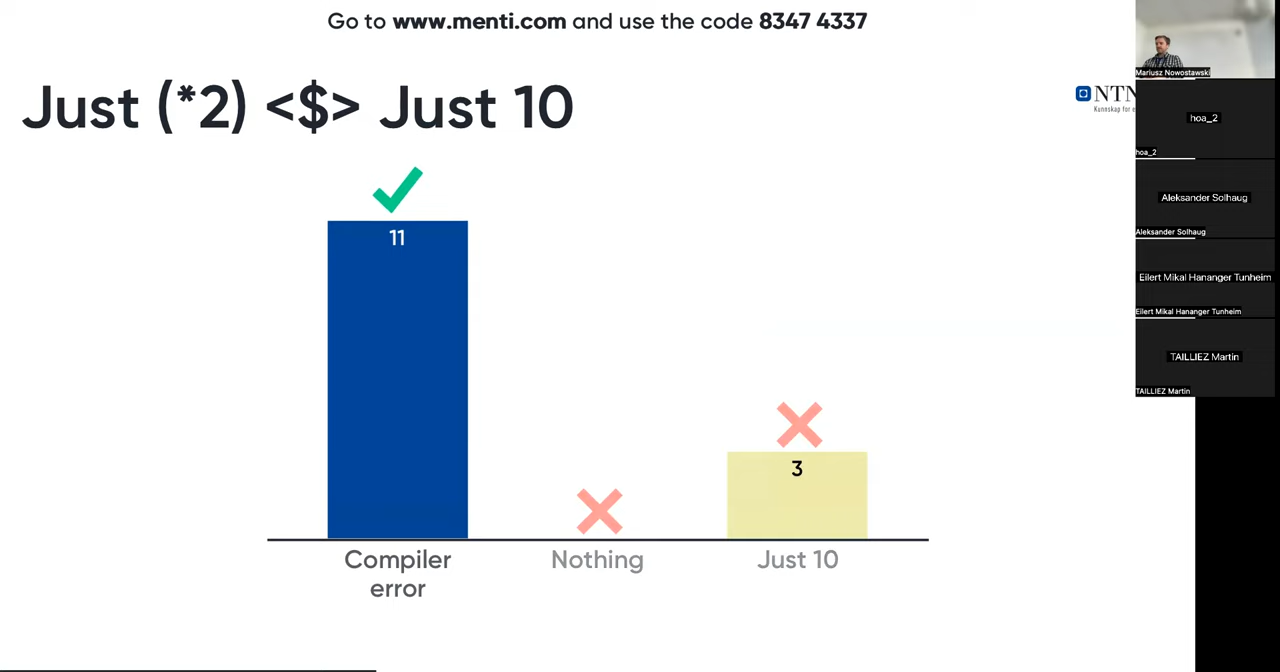 Go to www.menti.com and use the code 8347 4337
Just (*2) <$> Just 10
NTN
Kunnskap for e
11
3
Compiler
error
Nothing
Just 10
Mariusz Nowostawski
hoa_2
hoa_2
Aleksander Solhaug
Aleksander Solhaug
Eilert Mikal Hananger Tunheim
Eilert Mikal Hananger Tunheim
TAILLIEZ Martin
TAILLIEZ Martin